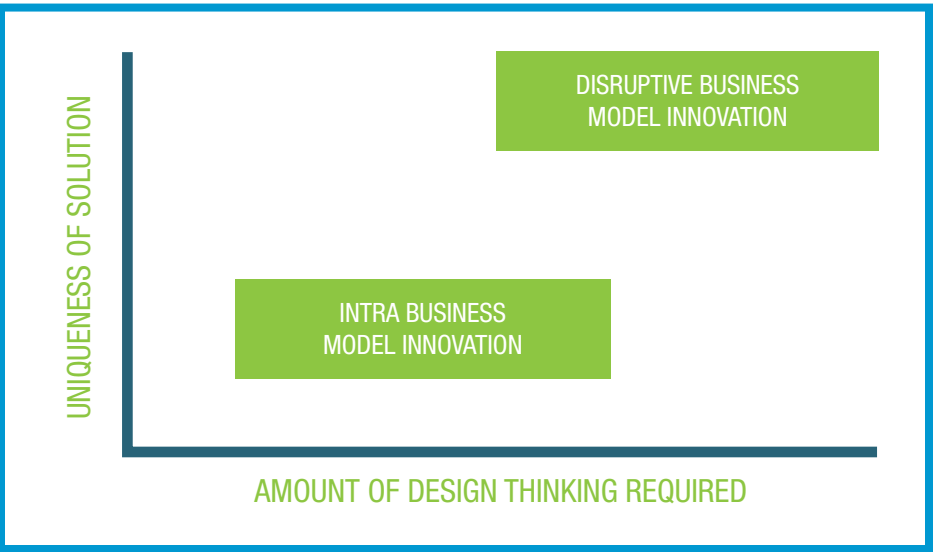 UNIQUENESS OF SOLUTION
DISRUPTIVE BUSINESS
MODEL INNOVATION
INTRA BUSINESS
MODEL INNOVATION
AMOUNT OF DESIGN THINKING REQUIRED